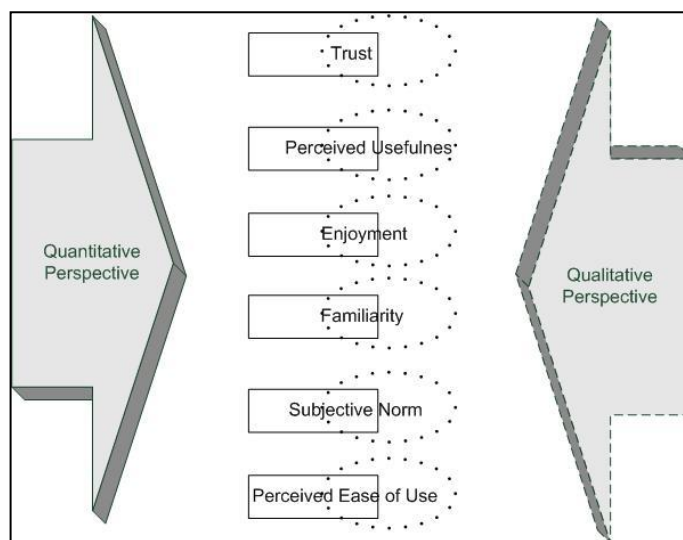 Trust
Perceived Usefulnes
Enjoyment
Quantitative
Perspective
Qualitative
Perspective
Familiarity
Subjective Norm
Perceived Ease of Use